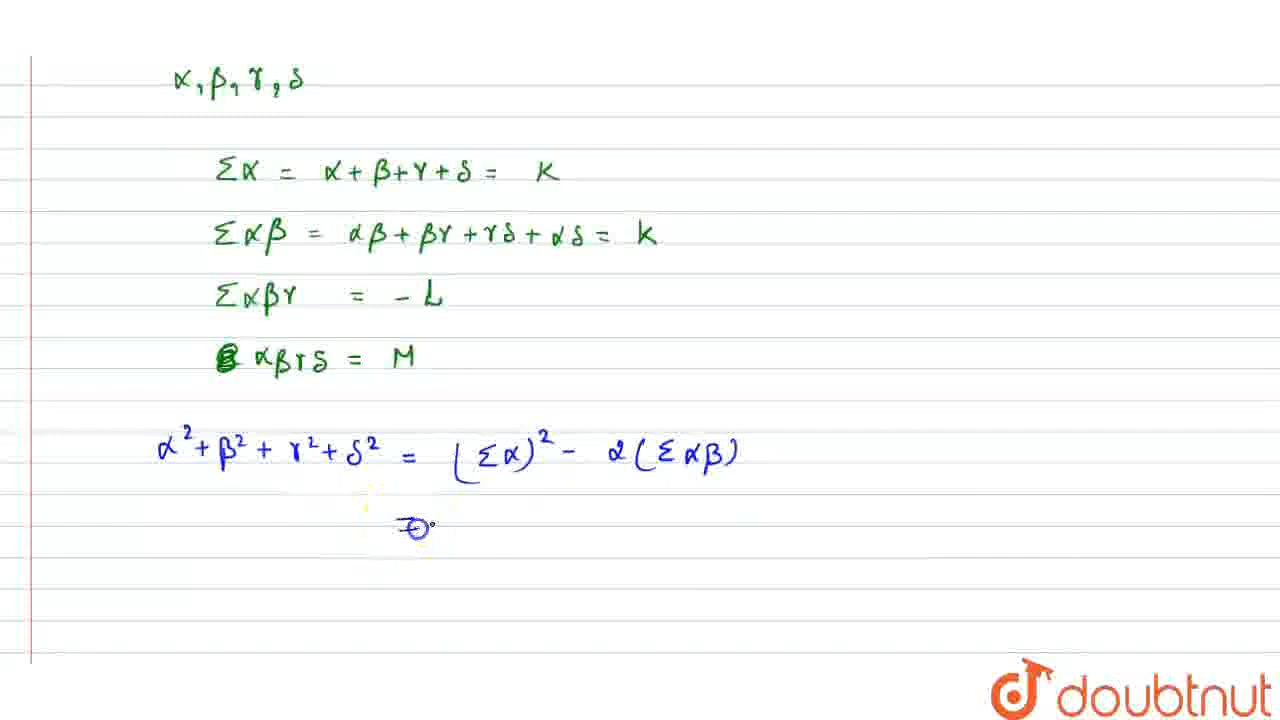 α, β, γ, δ
Σα = α + β + γ + δ = K
Σαβ = αβ + βγ + γδ + αδ = K
Σαβγ = - L
αβγδ = M
α² + β² + γ² + δ² = (Σα)² - 2(Σαβ)
=
doubtnut